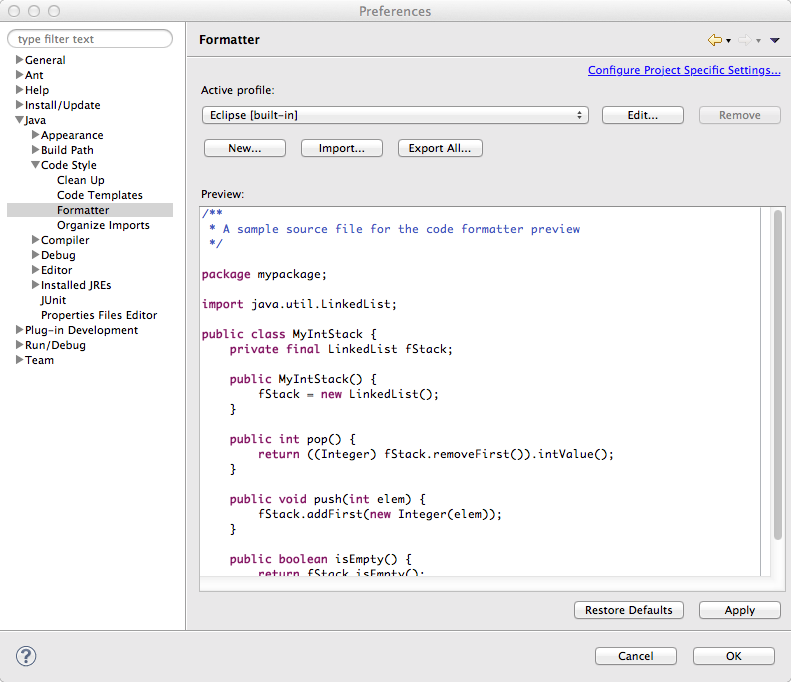 Preferences
type filter text
General
Ant
Help
Install/Update
Java
Appearance
Build Path
Code Style
Clean Up
Code Templates
Formatter
Organize Imports
Compiler
Debug
Editor
Installed JREs
JUnit
Properties Files Editor
Plug-in Development
Run/Debug
Team
Formatter
Configure Project Specific Settings...
Active profile:
Eclipse [built-in]
Edit...
Remove
New...
Import...
Export All...
Preview:
/**
 * A sample source file for the code formatter preview
 */
package mypackage;
import java.util.LinkedList;
public class MyIntStack {
    private final LinkedList fStack;
    public MyIntStack() {
        fStack = new LinkedList();
    }
    public int pop() {
        return ((Integer) fStack.removeFirst()).intValue();
    }
    public void push(int elem) {
        fStack.addFirst(new Integer(elem));
    }
    public boolean isEmpty() {
        return fStack.isEmpty();
Restore Defaults
Apply
?
Cancel
OK